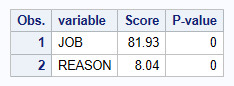 Obs. variable Score P-value
1 JOB 81.93 0
2 REASON 8.04 0